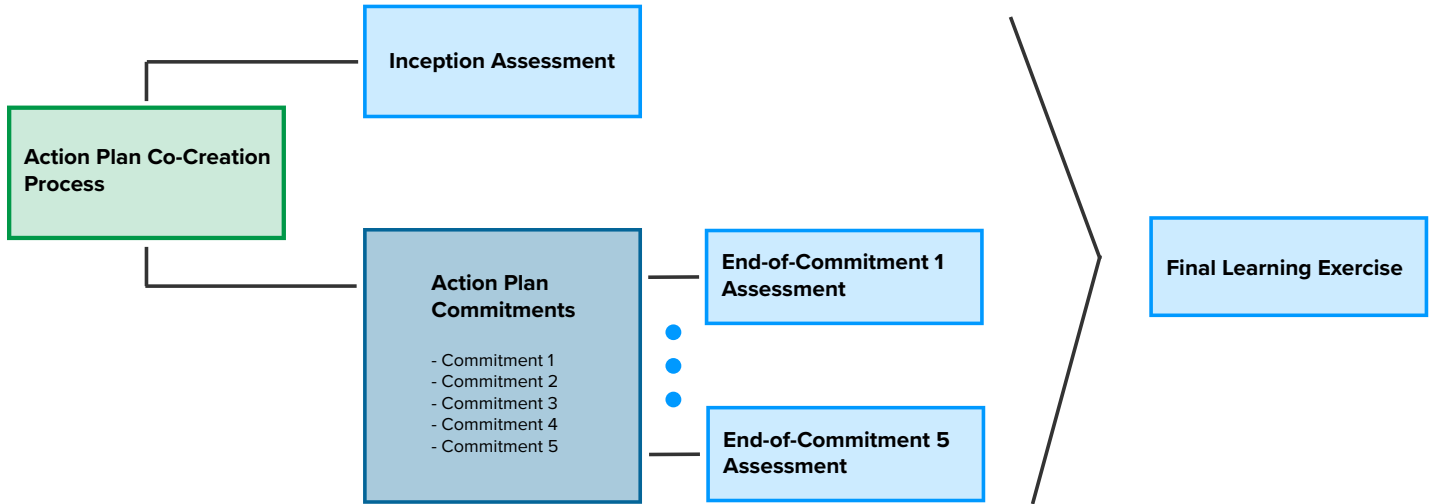 Inception Assessment
Action Plan Co-Creation
Process
Action Plan
Commitments
- Commitment 1
- Commitment 2
- Commitment 3
- Commitment 4
- Commitment 5
End-of-Commitment 1
Assessment
End-of-Commitment 5
Assessment
Final Learning Exercise